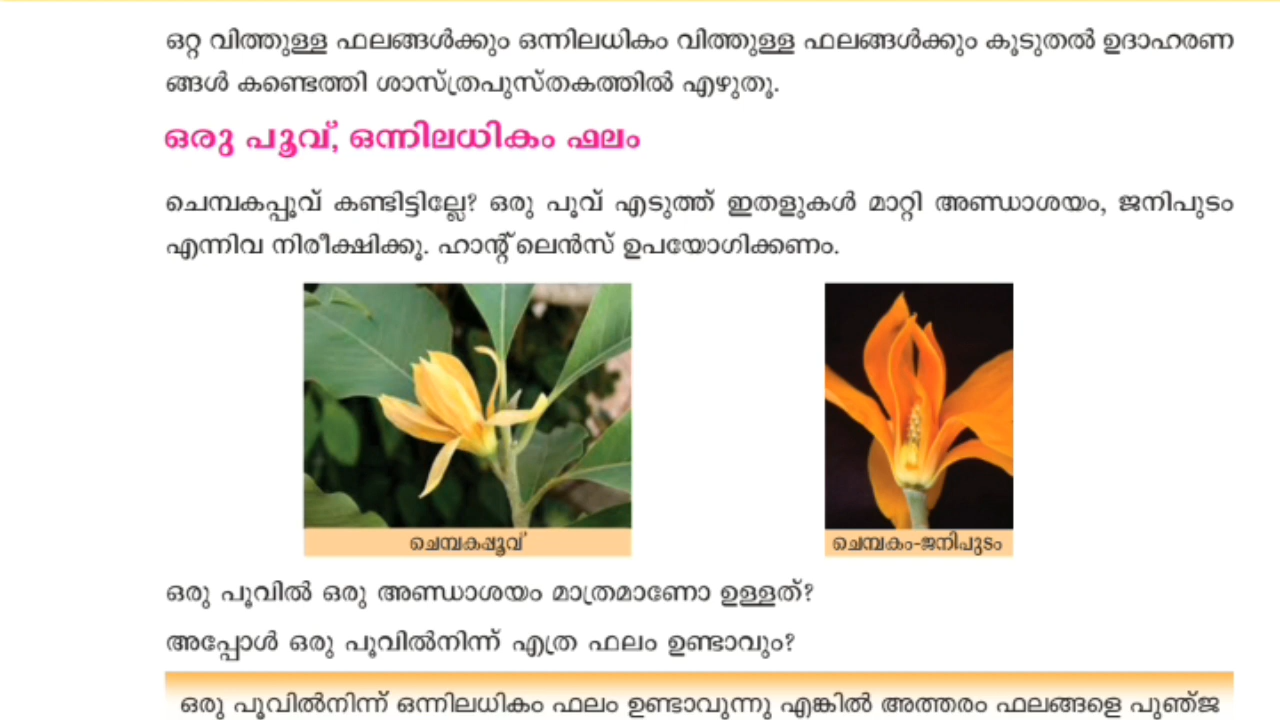 ഒറ്റ വിത്തുള്ള ഫലങ്ങൾക്കും ഒന്നിലധികം വിത്തുള്ള ഫലങ്ങൾക്കും കൂടുതൽ ഉദാഹരണ
ങ്ങൾ കണ്ടെത്തി ശാസ്ത്രപുസ്തകത്തിൽ എഴുതൂ.
ഒരു പൂവ്, ഒന്നിലധികം ഫലം
ചെമ്പകപ്പൂവ് കണ്ടിട്ടില്ലേ? ഒരു പൂവ് എടുത്ത് ഇതളുകൾ മാറ്റി അണ്ഡാശയം, ജനിപുടം
എന്നിവ നിരീക്ഷിക്കൂ. ഹാന്റ് ലെൻസ് ഉപയോഗിക്കണം.
ചെമ്പകപ്പൂവ്
ചെമ്പകം-ജനിപുടം
ഒരു പൂവിൽ ഒരു അണ്ഡാശയം മാത്രമാണോ ഉള്ളത്?
അപ്പോൾ ഒരു പൂവിൽനിന്ന് എത്ര ഫലം ഉണ്ടാവും?
ഒരു പൂവിൽനിന്ന് ഒന്നിലധികം ഫലം ഉണ്ടാവുന്നു എങ്കിൽ അത്തരം ഫലങ്ങളെ പുഞ്ജ